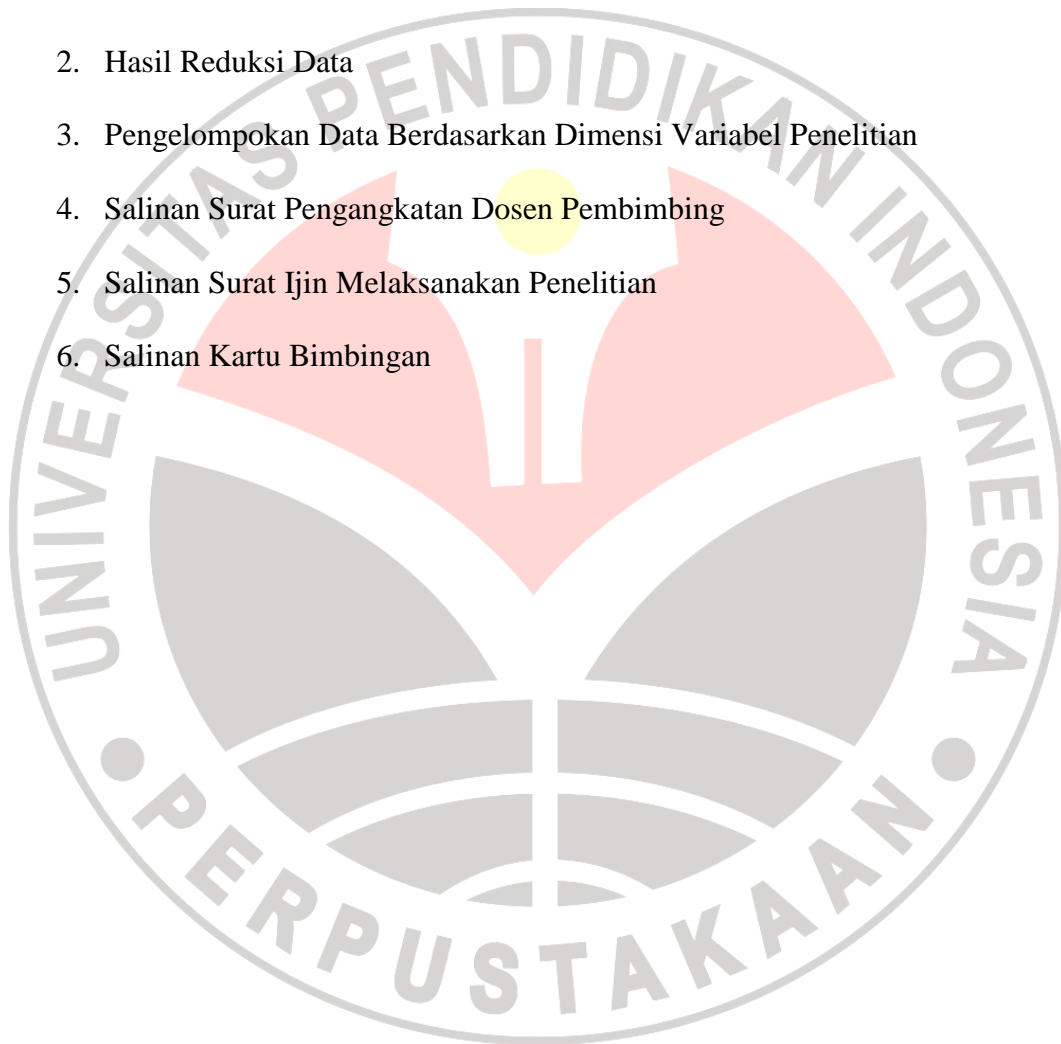 2. Hasil Reduksi Data
3. Pengelompokan Data Berdasarkan Dimensi Variabel Penelitian
4. Salinan Surat Pengangkatan Dosen Pembimbing
5. Salinan Surat Ijin Melaksanakan Penelitian
6. Salinan Kartu Bimbingan
UNIVERSITAS PENDIDIKAN INDONESIA
PERPUSTAKAAN